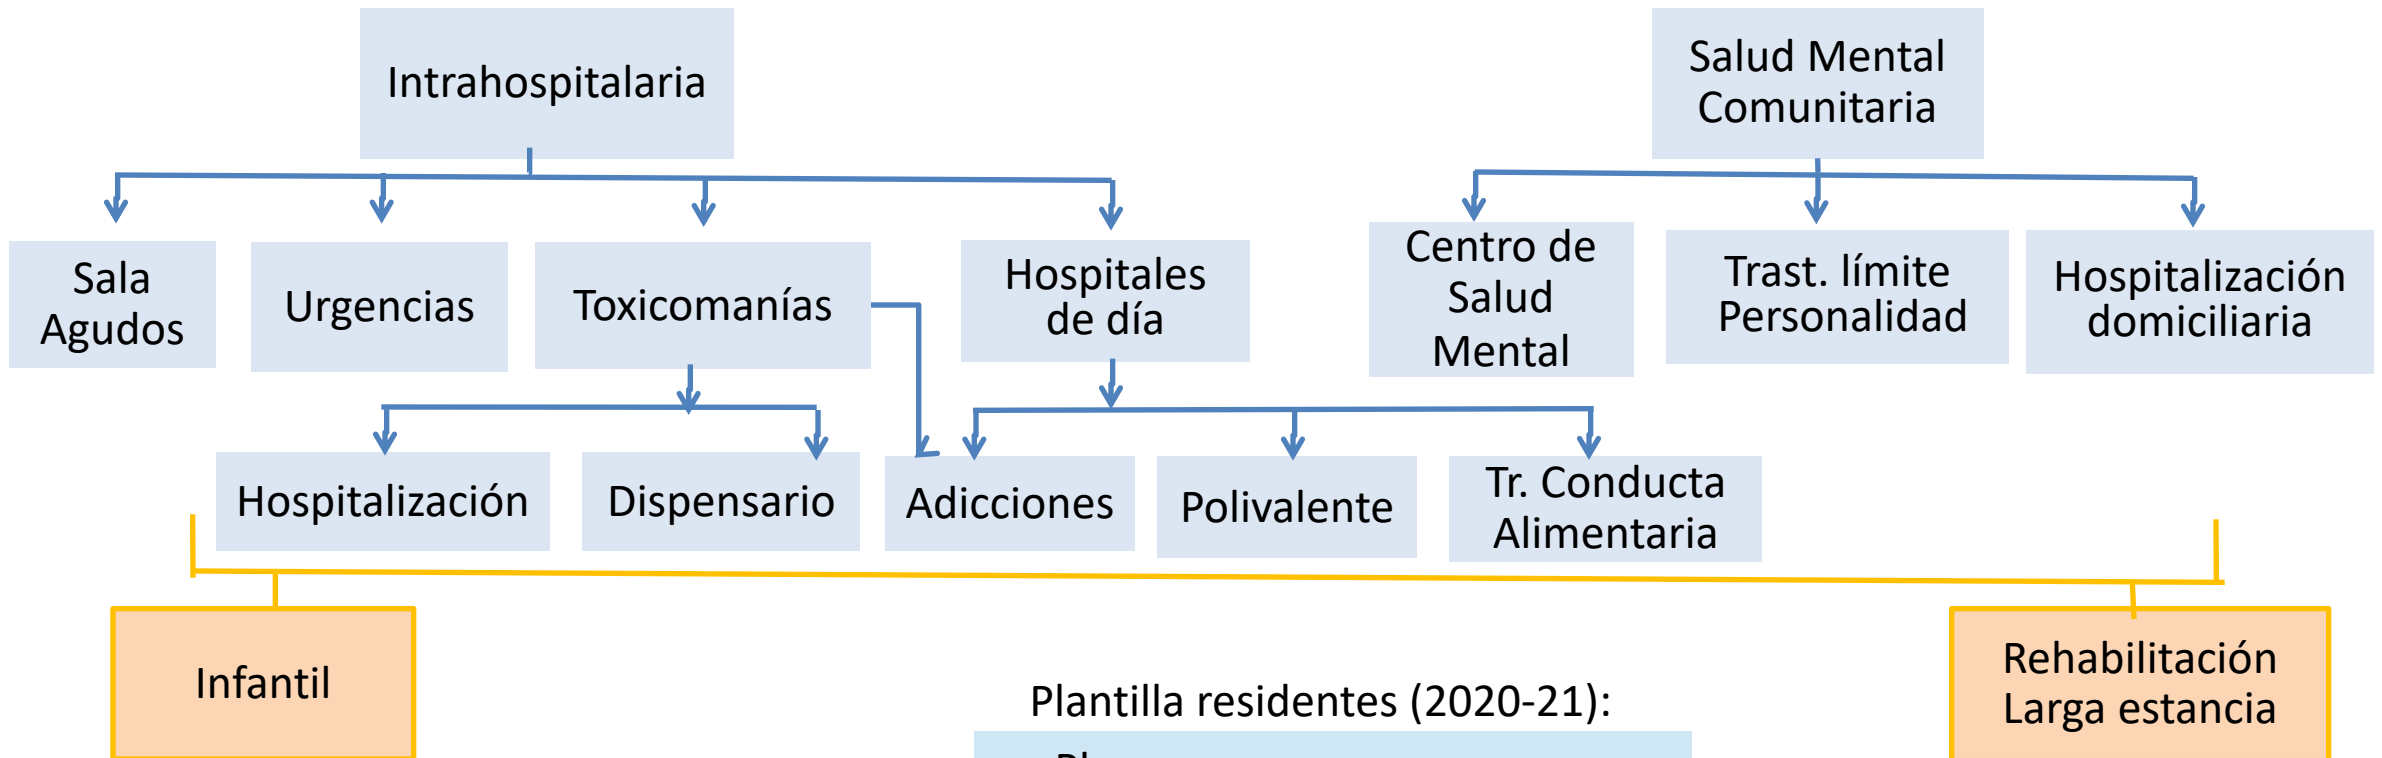 Intrahospitalaria
Salud Mental
Comunitaria
Sala
Agudos
Urgencias
Toxicomanías
Hospitales
de día
Centro de
Salud
Mental
Trast. límite
Personalidad
Hospitalización
domiciliaria
Hospitalización
Dispensario
Adicciones
Polivalente
Tr. Conducta
Alimentaria
Infantil
Rehabilitación
Larga estancia
Plantilla residentes (2020-21):